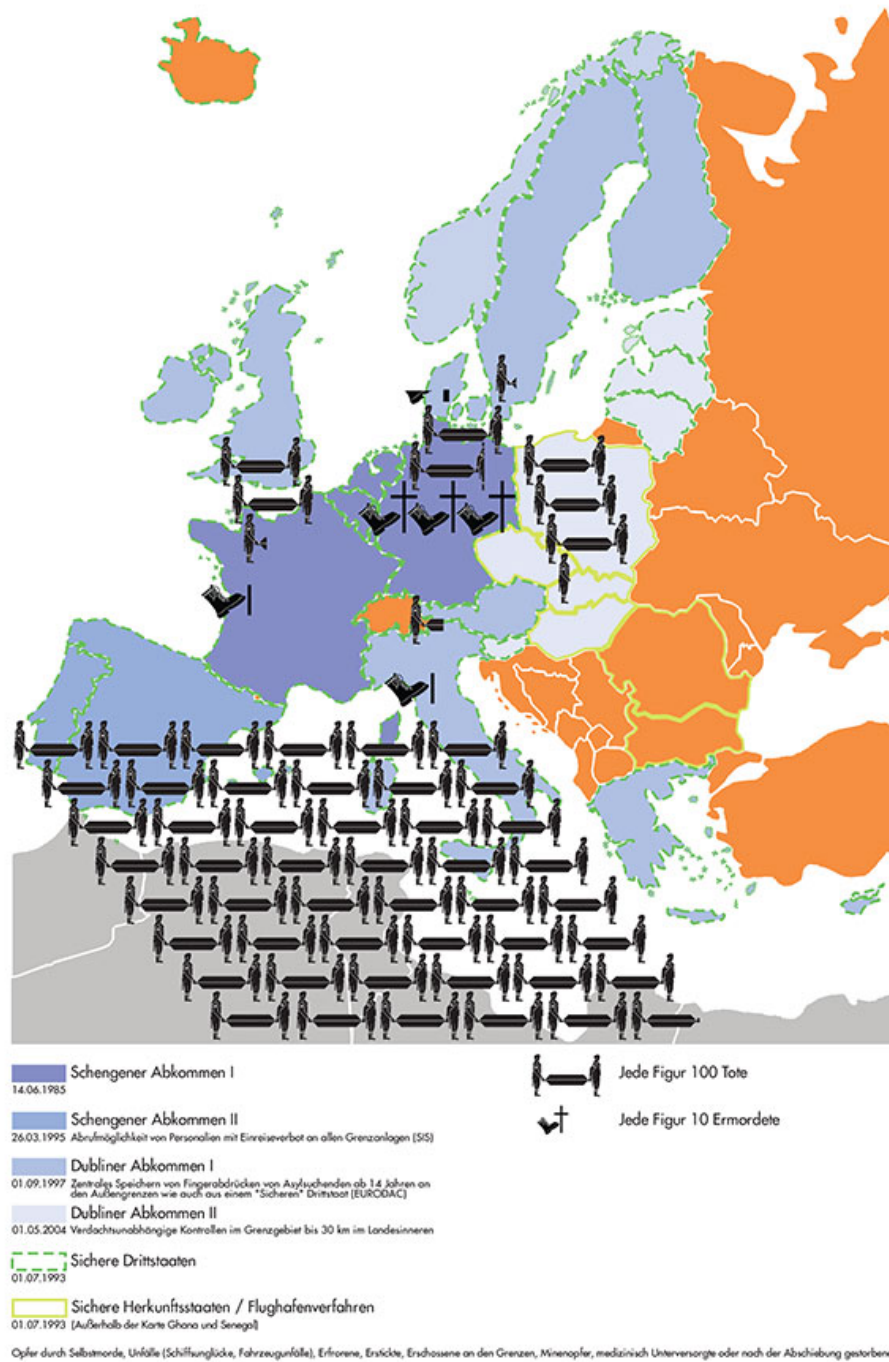 Schengener Abkommen I
14.06.1985
Schengener Abkommen II
26.03.1995 Abrufmöglichkeit von Personalien mit Einreiseverbot an allen Grenzanlagen (SIS)
Dubliner Abkommen I
01.09.1997 Zentrales Speichern von Fingerabdrücken von Asylsuchenden ab 14 Jahren an
den Außengrenzen wie auch aus einem "Sicheren" Drittstaat (EURODAC)
Dubliner Abkommen II
01.05.2004 Verdachtsunabhängige Kontrollen im Grenzgebiet bis 30 km im Landesinneren
Sichere Drittstaaten
01.07.1993
Sichere Herkunftsstaaten / Flughafenverfahren
01.07.1993 (Außerhalb der Karte Ghana und Senegal)
Jede Figur 100 Tote
Jede Figur 10 Ermordete
Opfer durch Selbstmorde, Unfälle (Schiffsunglücke, Fahrzeugunfälle), Erfrorene, Erstickte, Erschossene an den Grenzen, Minenopfer, medizinisch Unterversorgte oder nach der Abschiebung gestorben